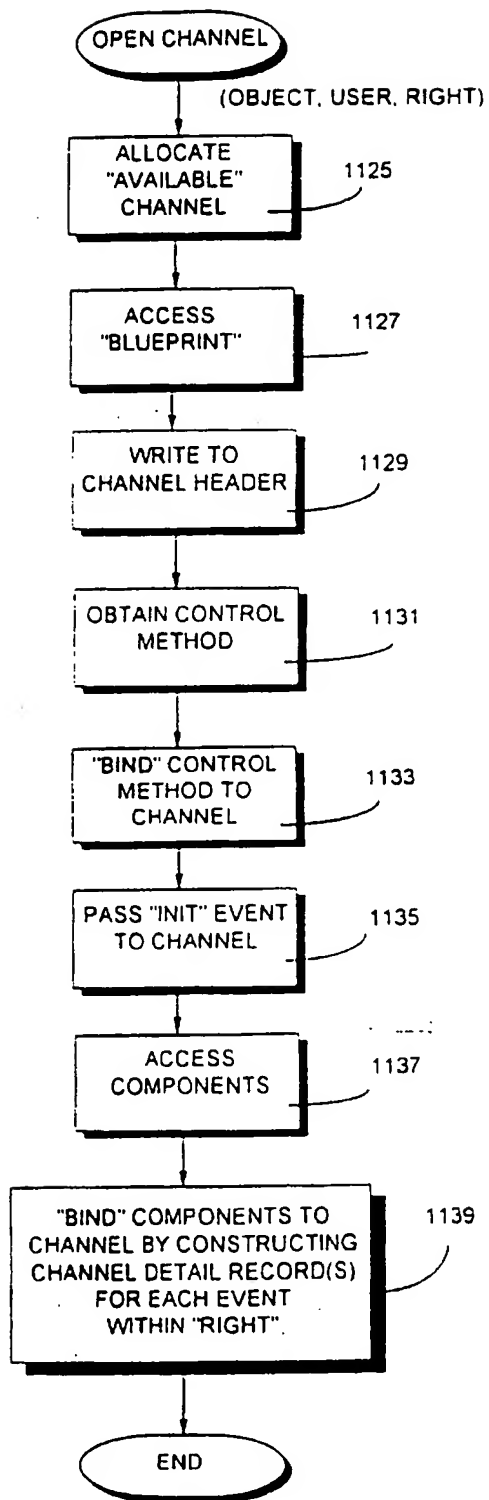 OPEN CHANNEL
(OBJECT, USER, RIGHT)
ALLOCATE
"AVAILABLE"
CHANNEL
1125
ACCESS
"BLUEPRINT"
1127
WRITE TO
CHANNEL HEADER
1129
OBTAIN CONTROL
METHOD
1131
"BIND" CONTROL
METHOD TO
CHANNEL
1133
PASS "INIT" EVENT
TO CHANNEL
1135
ACCESS
COMPONENTS
1137
"BIND" COMPONENTS TO
CHANNEL BY CONSTRUCTING
CHANNEL DETAIL RECORD(S)
FOR EACH EVENT
WITHIN "RIGHT".
1139
END